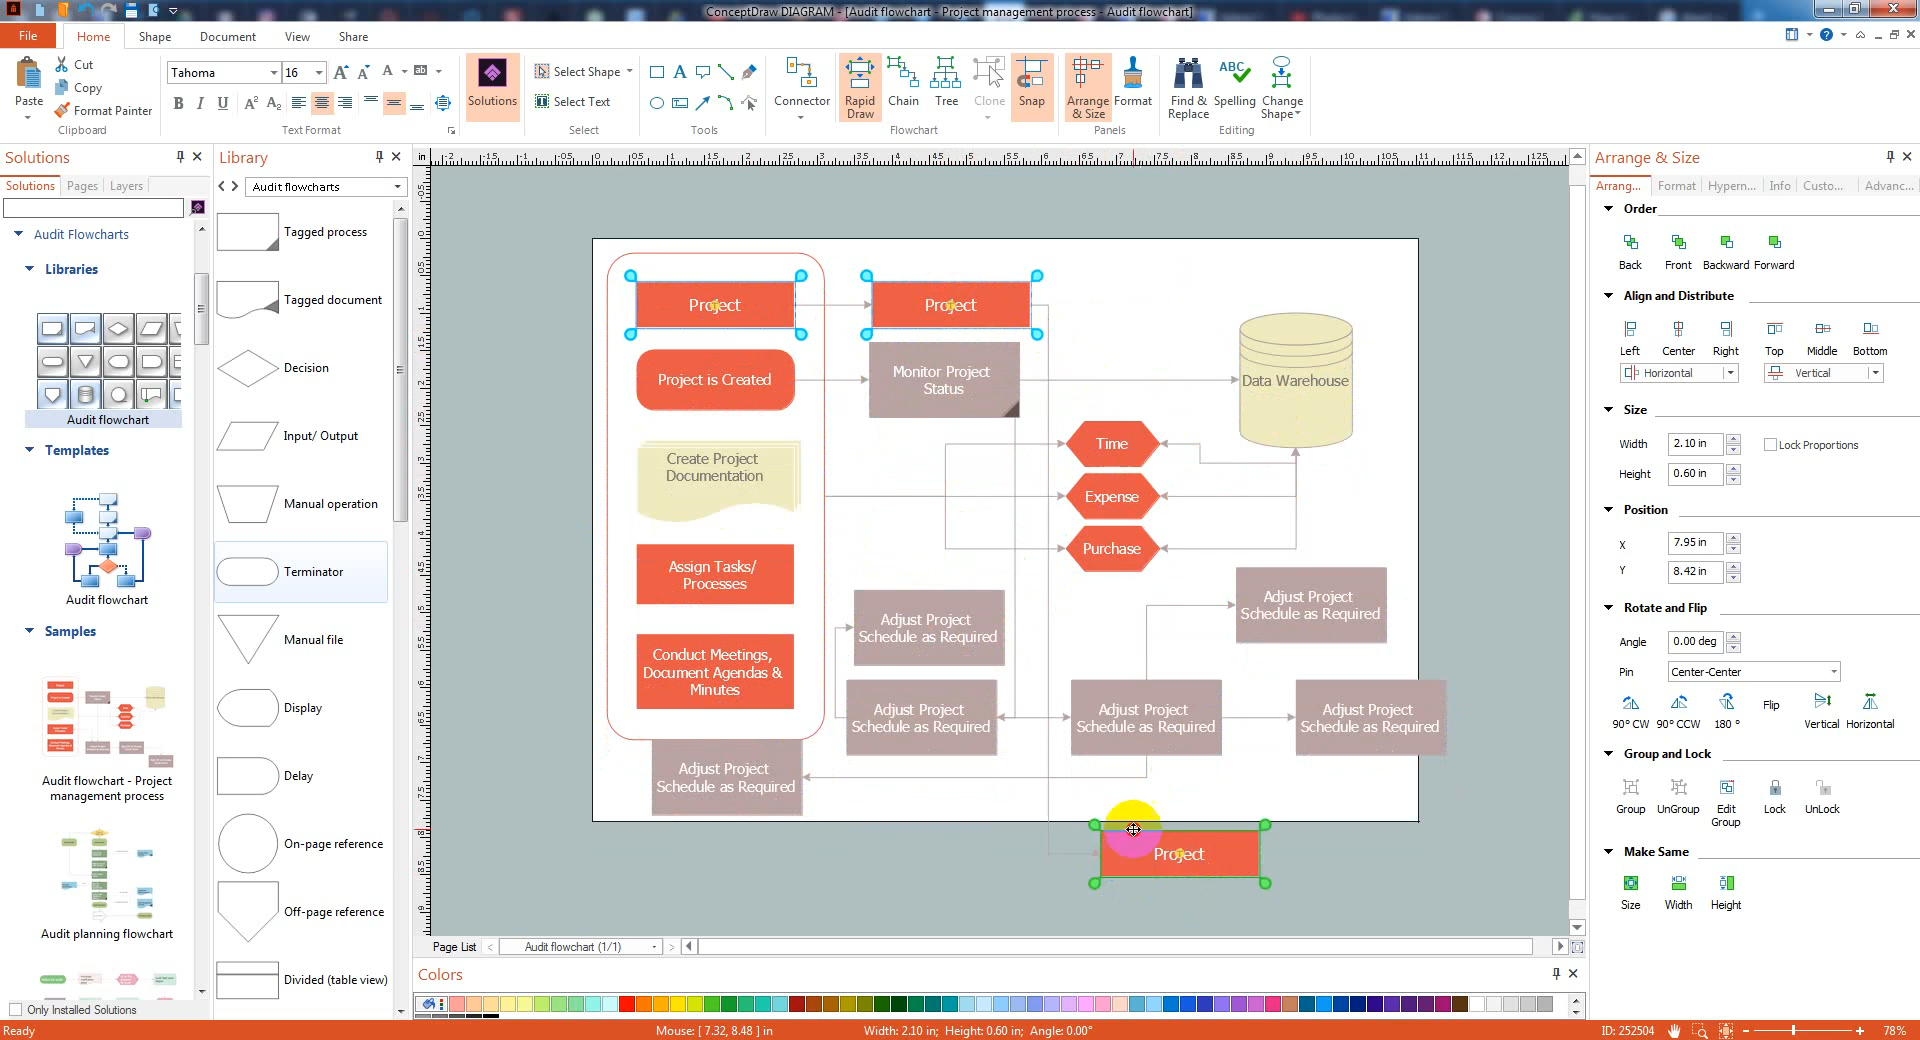 ConceptDraw DIAGRAM - [Audit flowchart - Project management process - Audit flowchart]
File
Home
Shape
Document
View
Share
Paste
Cut
Copy
Format Painter
Clipboard
Tahoma
16
B I U
Text Format
Solutions
Select Shape
Select Text
Select
Tools
Connector
Rapid
Draw
Chain
Tree
Clone
Snap
Flowchart
Arrange
& Size
Format
Panels
Find &
Replace
ABC
Spelling
Change
Shape
Editing
Solutions
Solutions
Pages
Layers
Audit Flowcharts
Libraries
Audit flowchart
Templates
Audit flowchart
Samples
Audit flowchart - Project
management process
Audit planning flowchart
Only Installed Solutions
Library
Audit flowcharts
Tagged process
Tagged document
Decision
Input/ Output
Manual operation
Terminator
Manual file
Display
Delay
On-page reference
Off-page reference
Divided (table view)
in
Project
Project
Project is Created
Monitor Project
Status
Data Warehouse
Create Project
Documentation
Time
Expense
Purchase
Assign Tasks/
Processes
Adjust Project
Schedule as Required
Adjust Project
Schedule as Required
Conduct Meetings,
Document Agendas &
Minutes
Adjust Project
Schedule as Required
Adjust Project
Schedule as Required
Adjust Project
Schedule as Required
Adjust Project
Schedule as Required
Project
Page List
Audit flowchart (1/1)
Colors
Arrange & Size
Arrang...
Format
Hypern...
Info
Custo...
Advanc...
Order
Back
Front
Backward
Forward
Align and Distribute
Left
Center
Right
Top
Middle
Bottom
Horizontal
Vertical
Size
Width
2.10 in
Lock Proportions
Height
0.60 in
Position
X
7.95 in
Y
8.42 in
Rotate and Flip
Angle
0.00 deg
Pin
Center-Center
90° CW
90° CCW
180 °
Flip
Vertical
Horizontal
Group and Lock
Group
UnGroup
Edit
Group
Lock
UnLock
Make Same
Size
Width
Height
Ready
Mouse: [ 7.32, 8.48 ] in
Width: 2.10 in; Height: 0.60 in; Angle: 0.00°
ID: 252504
78%